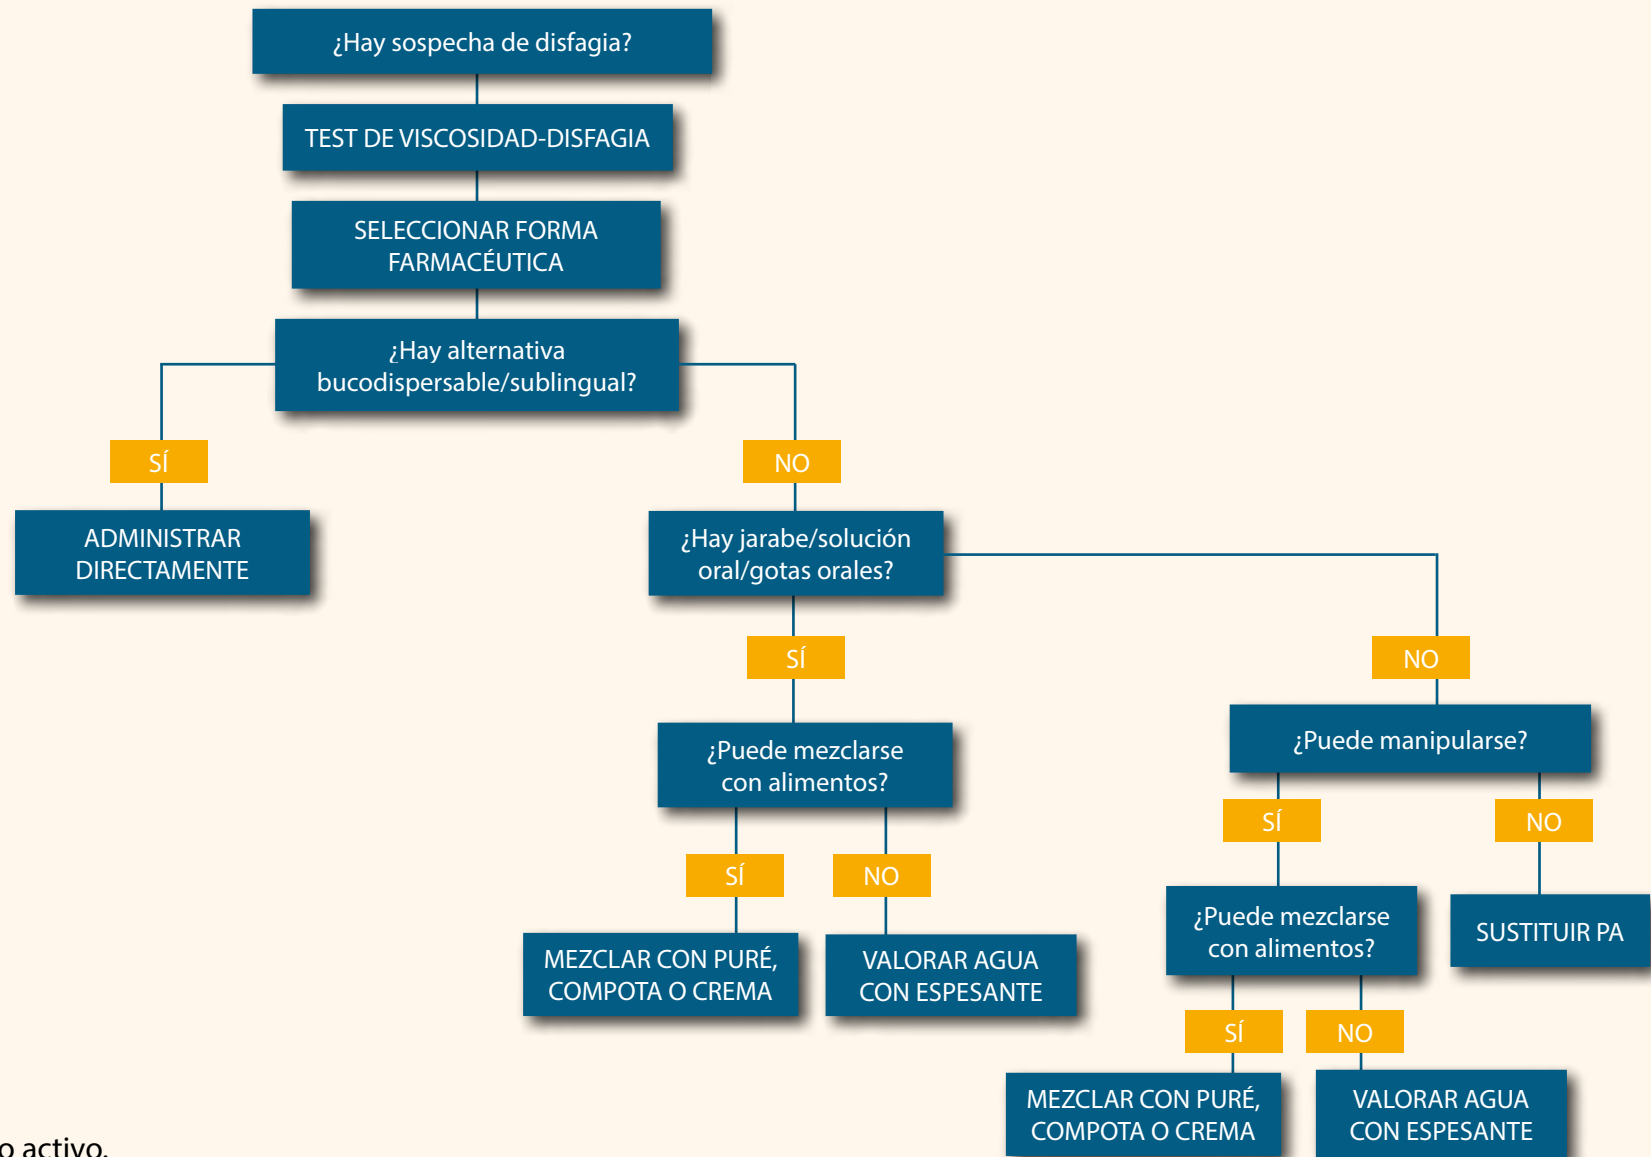 ¿Hay sospecha de disfagia?
TEST DE VISCOSIDAD-DISFAGIA
SELECCIONAR FORMA
FARMACÉUTICA
¿Hay alternativa
bucodispersable/sublingual?
SÍ
NO
ADMINISTRAR
DIRECTAMENTE
¿Hay jarabe/solución
oral/gotas orales?
SÍ
NO
¿Puede mezclarse
con alimentos?
¿Puede manipularse?
SÍ
NO
SÍ
NO
MEZCLAR CON PURÉ,
COMPOTA O CREMA
VALORAR AGUA
CON ESPESANTE
¿Puede mezclarse
con alimentos?
SUSTITUIR PA
SÍ
NO
MEZCLAR CON PURÉ,
COMPOTA O CREMA
VALORAR AGUA
CON ESPESANTE
o activo.